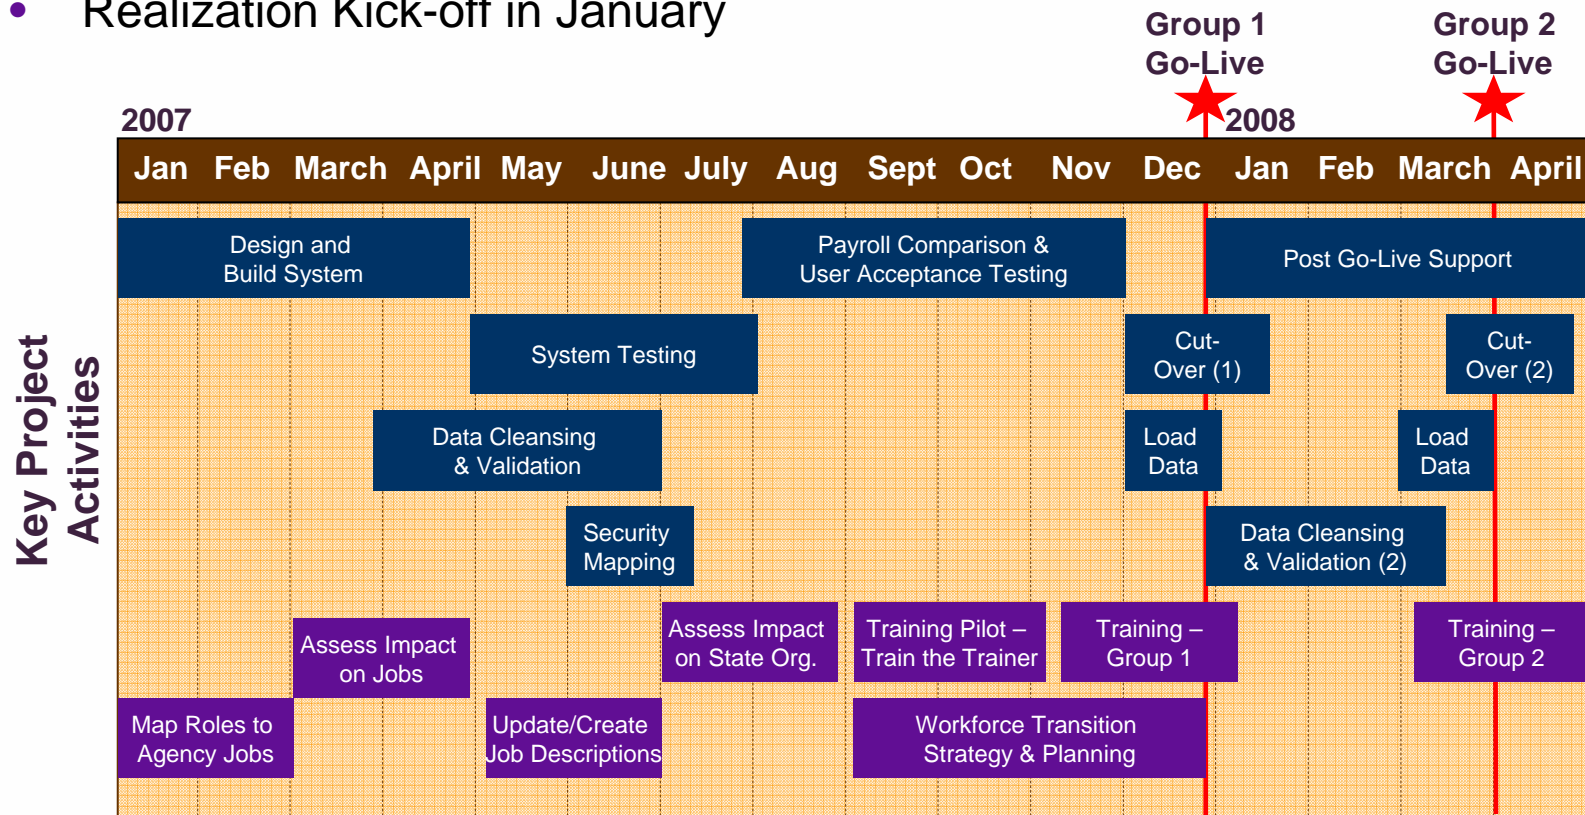 • Realization Kick-off in January
Group 1
Go-Live
Group 2
Go-Live
2007
2008
Jan Feb March April May June July Aug Sept Oct Nov Dec Jan Feb March April
Key Project
Activities
Design and
Build System
Payroll Comparison &
User Acceptance Testing
Post Go-Live Support
System Testing
Cut-
Over (1)
Cut-
Over (2)
Data Cleansing
& Validation
Load
Data
Load
Data
Security
Mapping
Data Cleansing
& Validation (2)
Assess Impact
on Jobs
Assess Impact
on State Org.
Training Pilot –
Train the Trainer
Training –
Group 1
Training –
Group 2
Map Roles to
Agency Jobs
Update/Create
Job Descriptions
Workforce Transition
Strategy & Planning